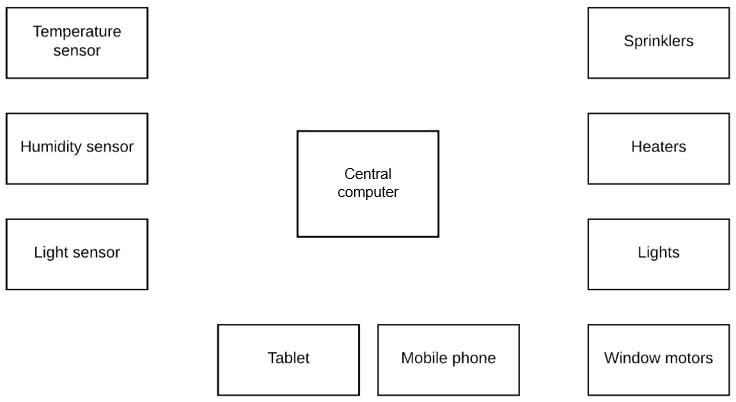 Temperature
sensor
Sprinklers
Humidity sensor
Heaters
Central
computer
Light sensor
Lights
Tablet
Mobile phone
Window motors